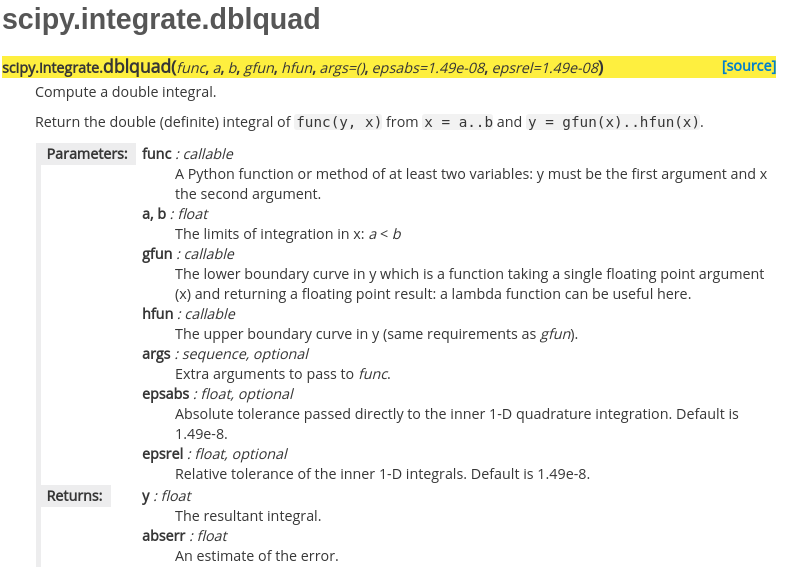 scipy.integrate.dblquad
scipy.integrate.dblquad(func, a, b, gfun, hfun, args=(), epsabs=1.49e-08, epsrel=1.49e-08) [source]
Compute a double integral.
Return the double (definite) integral of func(y, x) from x = a..b and y = gfun(x)..hfun(x).
Parameters: func : callable
A Python function or method of at least two variables: y must be the first argument and x
the second argument.
a, b : float
The limits of integration in x: a < b
gfun : callable
The lower boundary curve in y which is a function taking a single floating point argument
(x) and returning a floating point result: a lambda function can be useful here.
hfun : callable
The upper boundary curve in y (same requirements as gfun).
args : sequence, optional
Extra arguments to pass to func.
epsabs : float, optional
Absolute tolerance passed directly to the inner 1-D quadrature integration. Default is
1.49e-8.
epsrel : float, optional
Relative tolerance of the inner 1-D integrals. Default is 1.49e-8.
Returns: y : float
The resultant integral.
abserr : float
An estimate of the error.